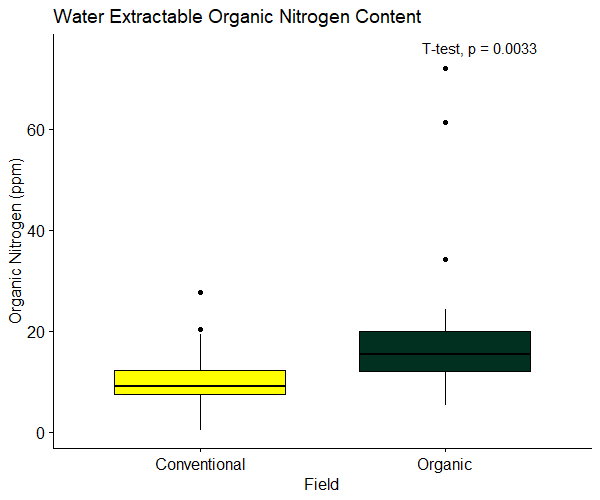 Water Extractable Organic Nitrogen Content
T-test, p = 0.0033
Organic Nitrogen (ppm)
60
40
20
0
Conventional
Organic
Field